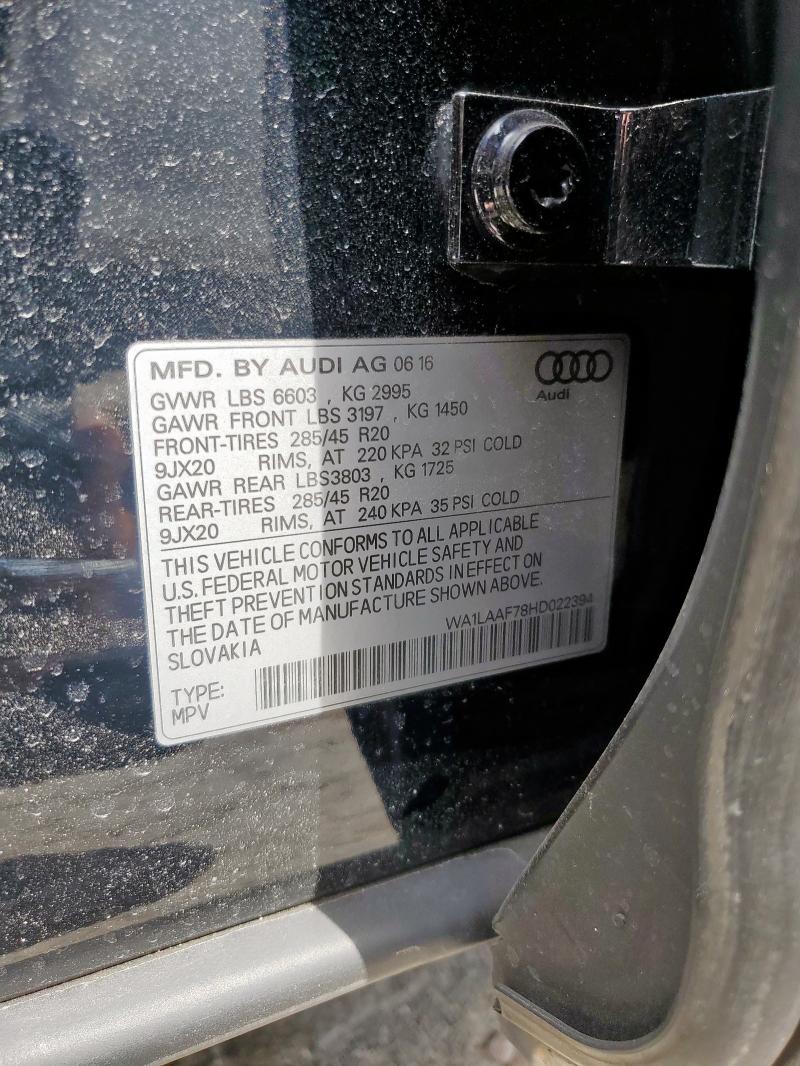 MFD. BY AUDI AG 06 16
Audi
GVWR LBS 6603 , KG 2995
GAWR FRONT LBS 3197 , KG 1450
FRONT-TIRES 285/45 R20
9JX20 RIMS, AT 220 KPA 32 PSI COLD
GAWR REAR LBS3803 , KG 1725
REAR-TIRES 285/45 R20
9JX20 RIMS, AT 240 KPA 35 PSI COLD
THIS VEHICLE CONFORMS TO ALL APPLICABLE
U.S. FEDERAL MOTOR VEHICLE SAFETY AND
THEFT PREVENTION STANDARDS IN EFFECT ON
THE DATE OF MANUFACTURE SHOWN ABOVE.
SLOVAKIA
WA1LAAF78HD022394
TYPE:
MPV